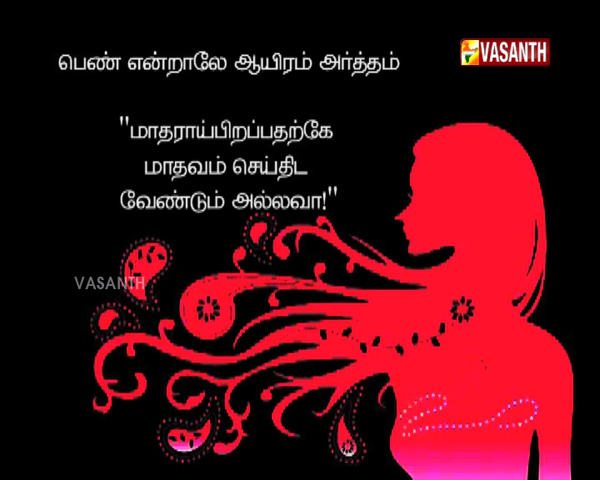 பெண் என்றாலே ஆயிரம் அர்த்தம்
VASANTH
"மாதராய்பிறப்பதற்கே
மாதவம் செய்திட
வேண்டும் அல்லவா!"
VASANTH